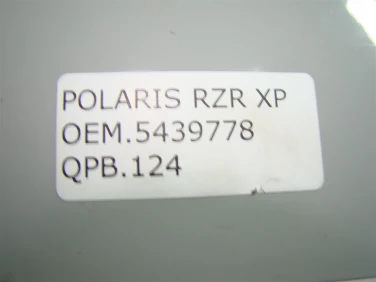 POLARIS RZR XP
OEM.5439778
QPB.124